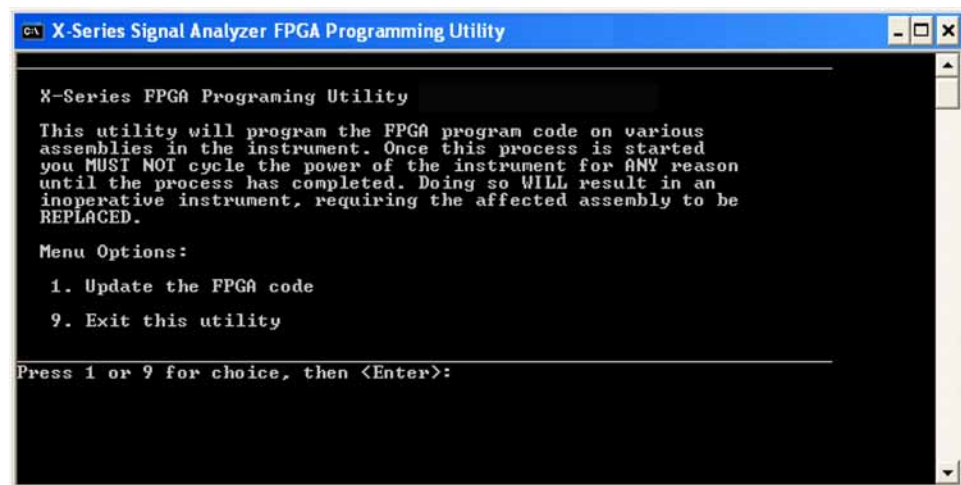 X-Series Signal Analyzer FPGA Programming Utility
X-Series FPGA Programing Utility
This utility will program the FPGA program code on various
assemblies in the instrument. Once this process is started
you MUST NOT cycle the power of the instrument for ANY reason
until the process has completed. Doing so WILL result in an
inoperative instrument, requiring the affected assembly to be
REPLACED.
Menu Options:
1. Update the FPGA code
9. Exit this utility
Press 1 or 9 for choice, then <Enter>: